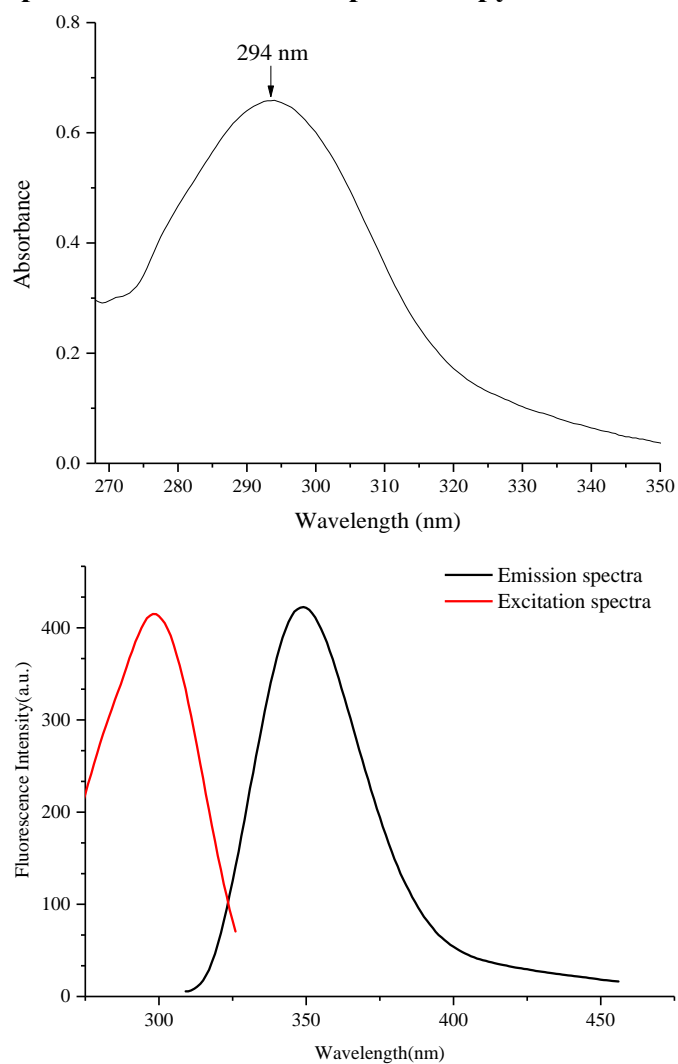 294 nm
0.8
0.6
0.4
0.2
0.0
Absorbance
270 280 290 300 310 320 330 340 350
Wavelength (nm)
Emission spectra
Excitation spectra
400
300
200
100
0
Fluorescence Intensity(a.u.)
300 350 400 450
Wavelength(nm)